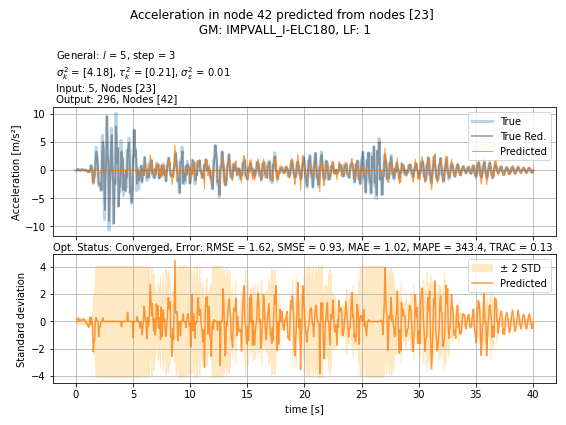 Acceleration in node 42 predicted from nodes [23]
GM: IMPVALL_I-ELC180, LF: 1
General: l = 5, step = 3
σ²_k = [4.18], τ²_k = [0.21], σ²_ε = 0.01
Input: 5, Nodes [23]
Output: 296, Nodes [42]
Acceleration [m/s²]
10
5
0
−5
−10
True
True Red.
Predicted
Opt. Status: Converged, Error: RMSE = 1.62, SMSE = 0.93, MAE = 1.02, MAPE = 343.4, TRAC = 0.13
Standard deviation
4
2
0
−2
−4
± 2 STD
Predicted
0 5 10 15 20 25 30 35 40
time [s]